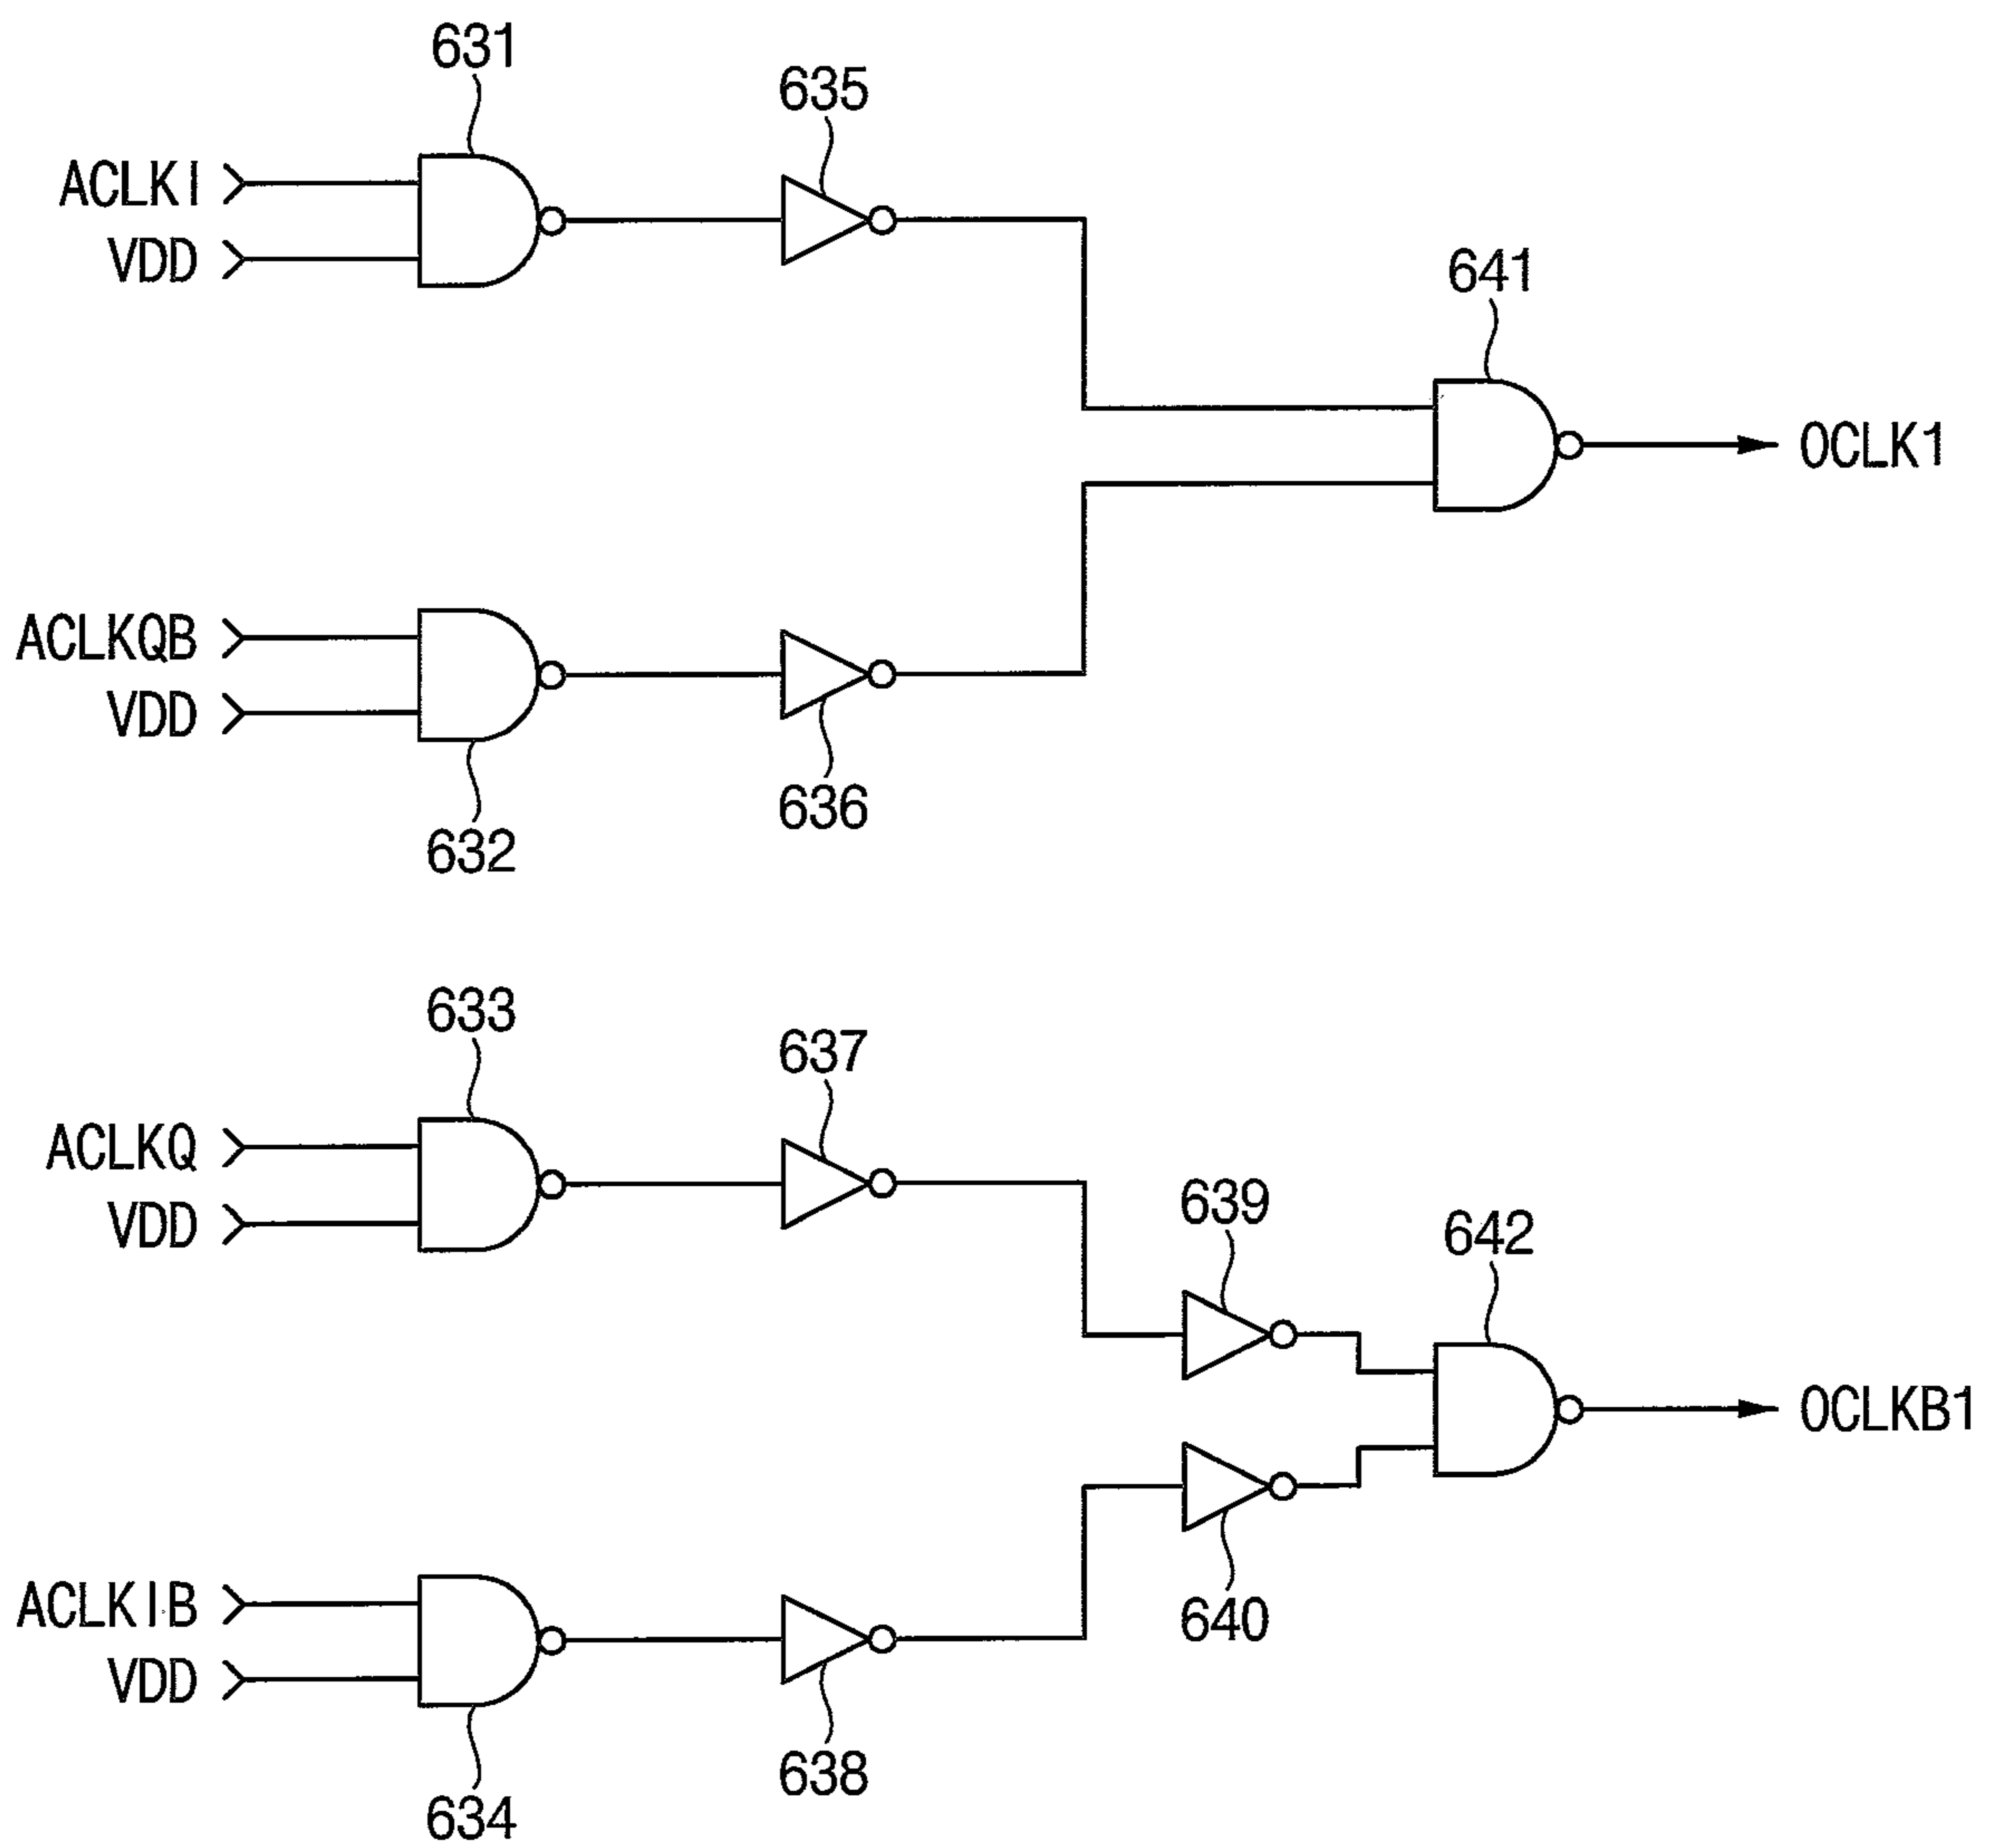 631
635
ACLKI
VDD
641
OCLK1
ACLKQB
VDD
636
632
633
637
ACLKQ
VDD
639
642
OCLKB1
ACLKIB
VDD
640
638
634